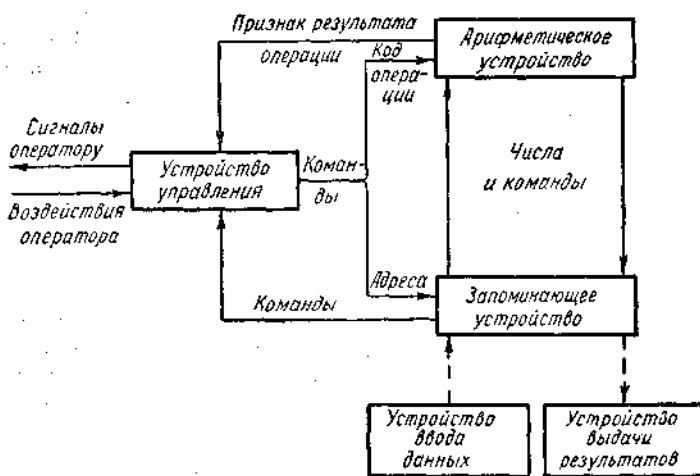 Признак результата
операции
Код
опера-
ции
Арифметическое
устройство
Сигналы
оператору
Устройство
управления
Коман-
ды
Числа
и команды
Воздействия
оператора
Адреса
Команды
Запоминающее
устройство
Устройство
ввода
данных
Устройство
выдачи
результатов